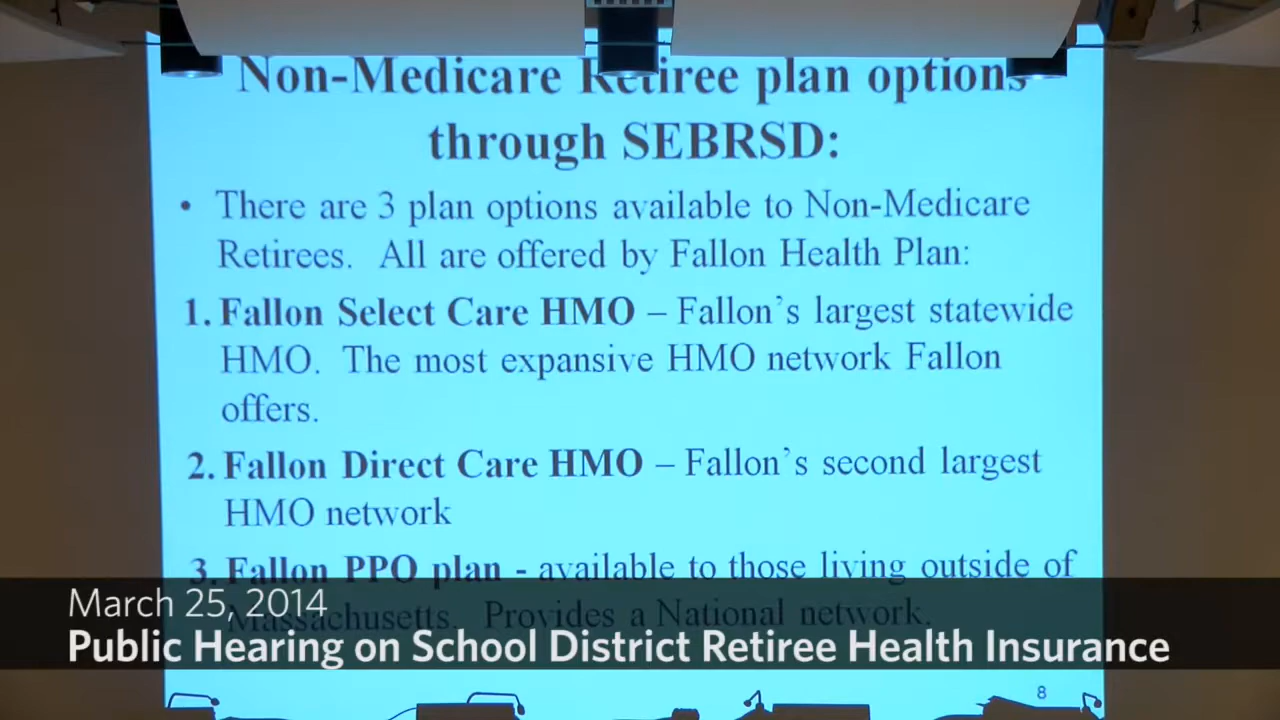 Non-Medicare Retiree plan options
through SEBRSD:
• There are 3 plan options available to Non-Medicare
Retirees. All are offered by Fallon Health Plan:
1. Fallon Select Care HMO – Fallon's largest statewide
HMO. The most expansive HMO network Fallon
offers.
2. Fallon Direct Care HMO – Fallon's second largest
HMO network
3. Fallon PPO plan - available to those living outside of
Massachusetts. Provides a National network.
March 25, 2014
Public Hearing on School District Retiree Health Insurance
8